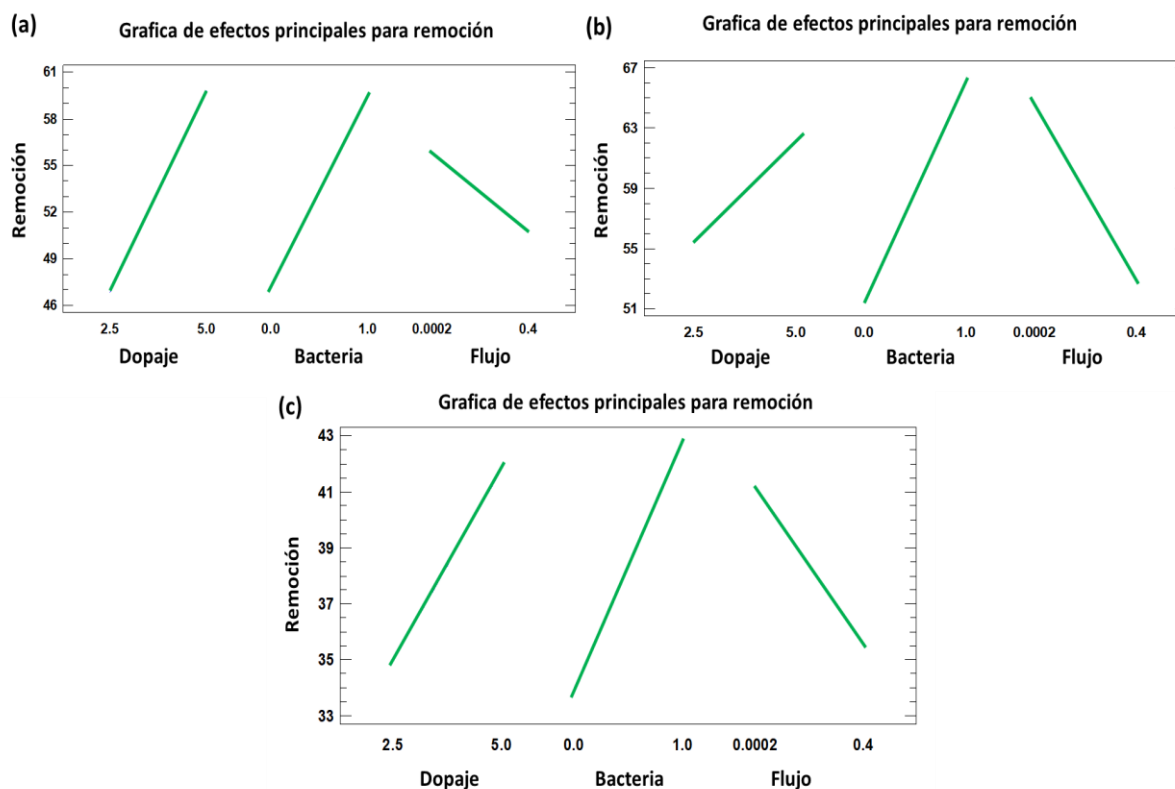 (a)
Grafica de efectos principales para remoción
61
58
55
52
49
46
Remoción
2.5 5.0 0.0 1.0 0.0002 0.4
Dopaje Bacteria Flujo
(b)
Grafica de efectos principales para remoción
67
63
59
55
51
Remoción
2.5 5.0 0.0 1.0 0.0002 0.4
Dopaje Bacteria Flujo
(c)
Grafica de efectos principales para remoción
43
41
39
37
35
33
Remoción
2.5 5.0 0.0 1.0 0.0002 0.4
Dopaje Bacteria Flujo